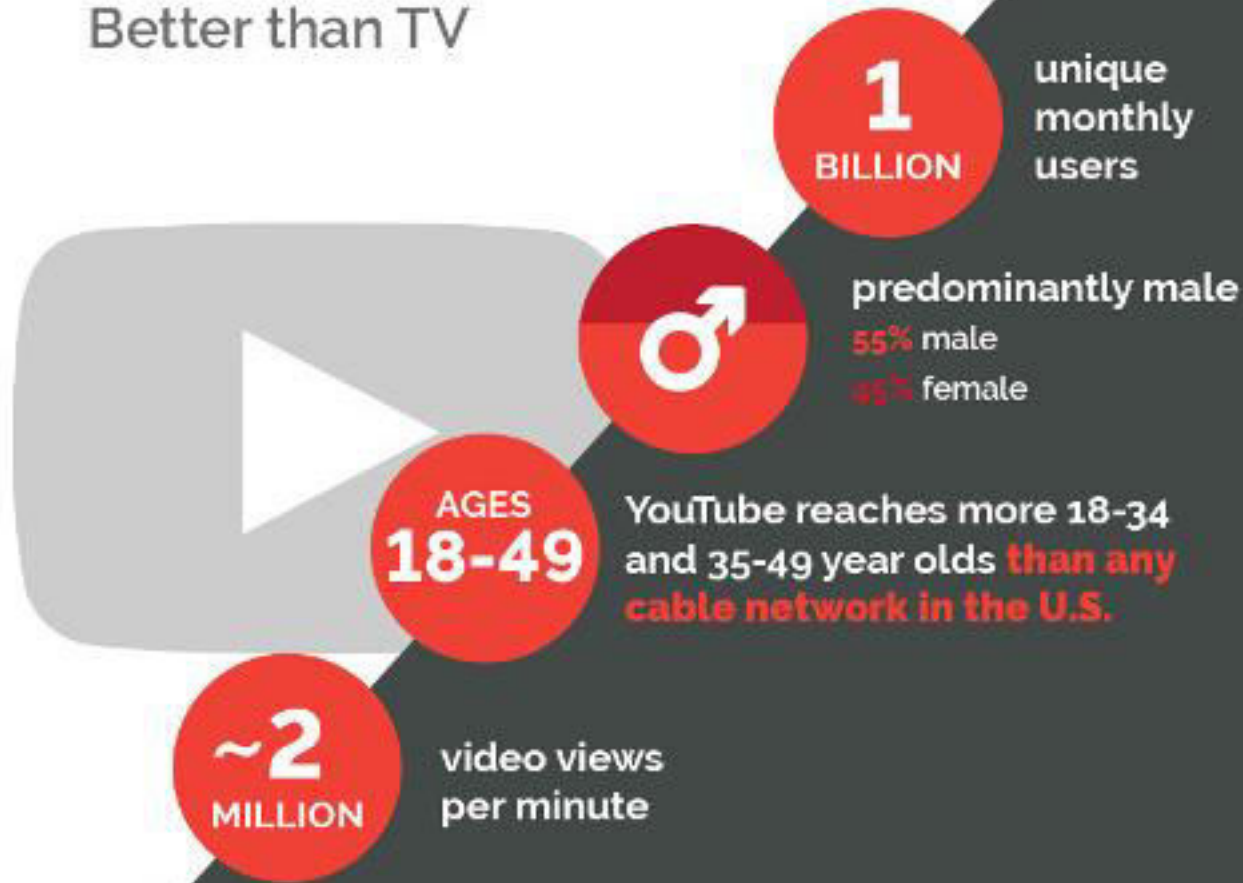 Better than TV
1
BILLION
unique
monthly
users
predominantly male
55% male
45% female
AGES
18-49
YouTube reaches more 18-34
and 35-49 year olds than any
cable network in the U.S.
~2
MILLION
video views
per minute